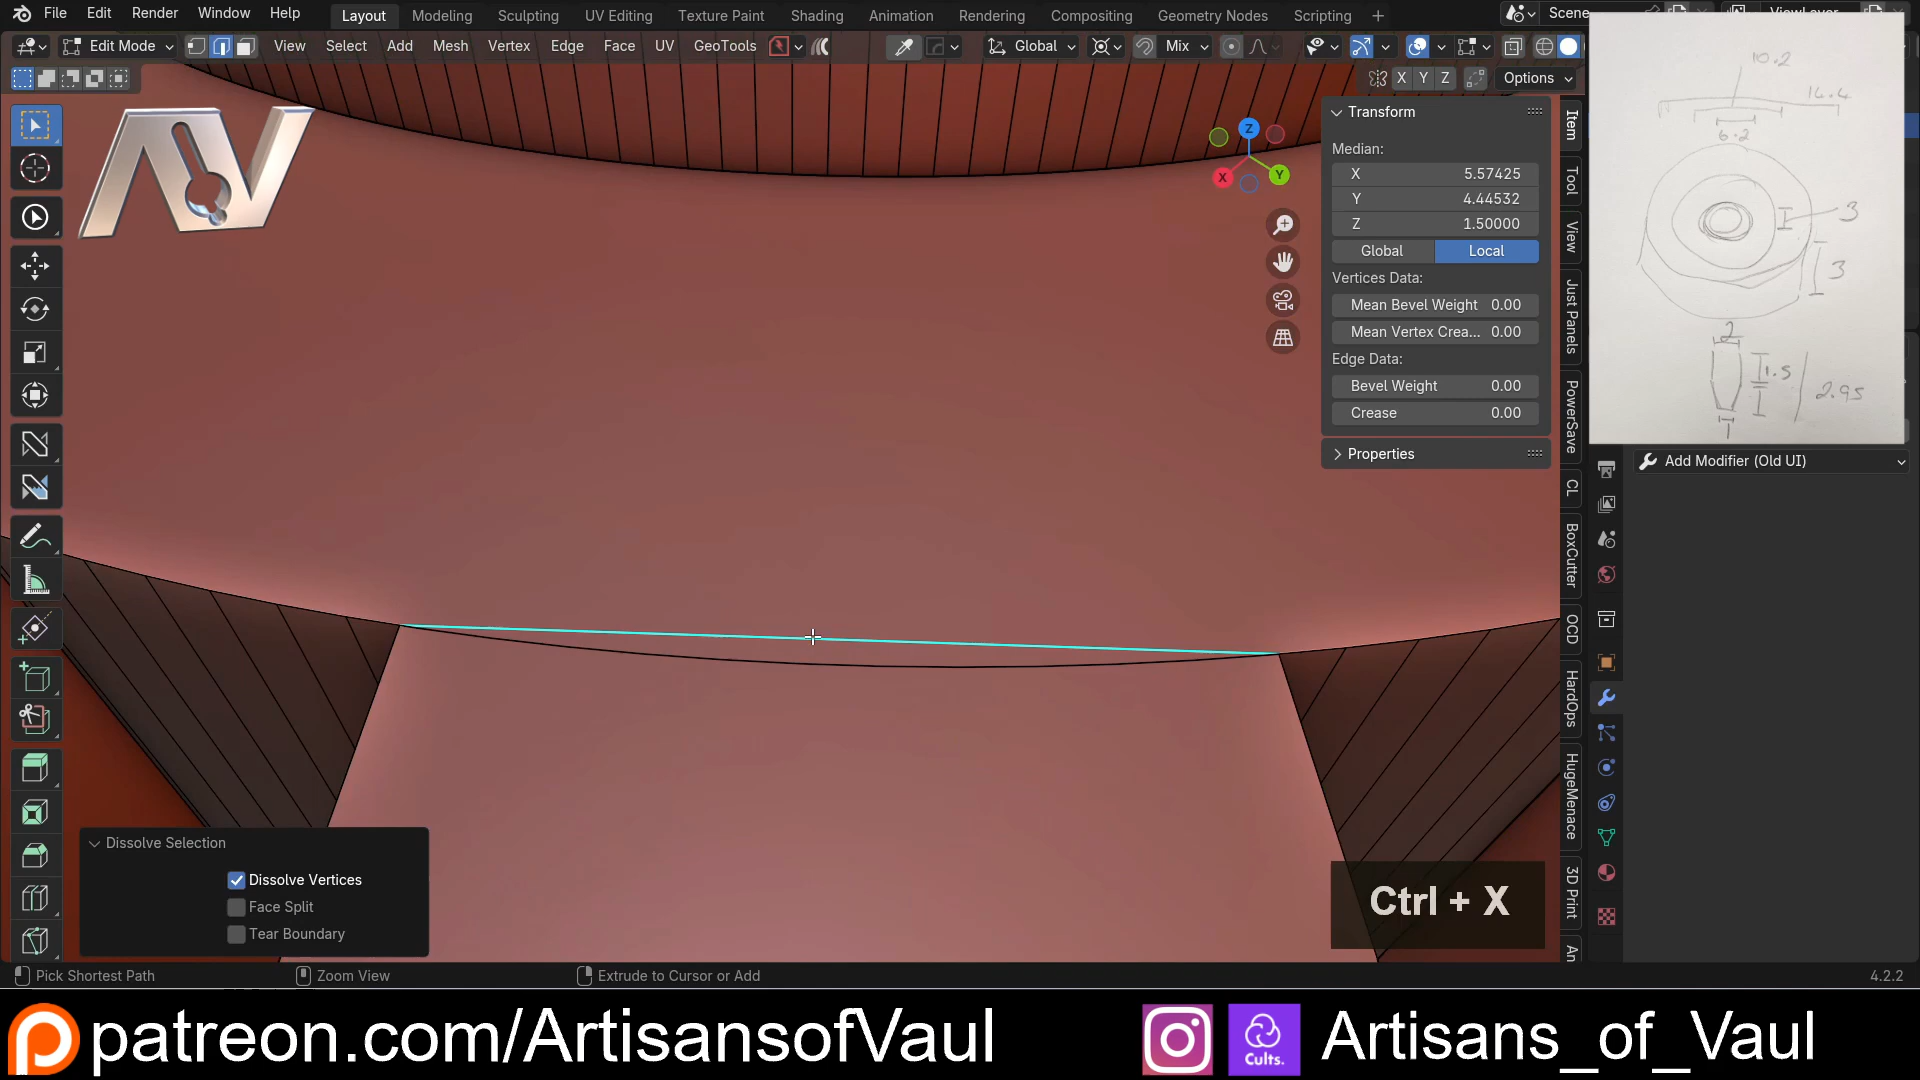 File Edit Render Window Help
Layout Modeling Sculpting UV Editing Texture Paint Shading Animation Rendering Compositing Geometry Nodes Scripting +
Scene
ViewLayer
Edit Mode View Select Add Mesh Vertex Edge Face UV GeoTools Global Mix
X Y Z Options
AV
Z
X
Y
Transform
Median:
X 5.57425
Y 4.44532
Z 1.50000
Global Local
Vertices Data:
Mean Bevel Weight 0.00
Mean Vertex Crea... 0.00
Edge Data:
Bevel Weight 0.00
Crease 0.00
Properties
Item
Tool
View
Just Panels
PowerSave
CL
BoxCutter
OCD
HardOps
HugeMenace
3D Print
An
10.2
14.4
6.2
3
3
2
1.5
2.95
1
Add Modifier (Old UI)
Dissolve Selection
Dissolve Vertices
Face Split
Tear Boundary
Ctrl + X
Pick Shortest Path
Zoom View
Extrude to Cursor or Add
4.2.2
patreon.com/ArtisansofVaul
Cults.
Artisans_of_Vaul